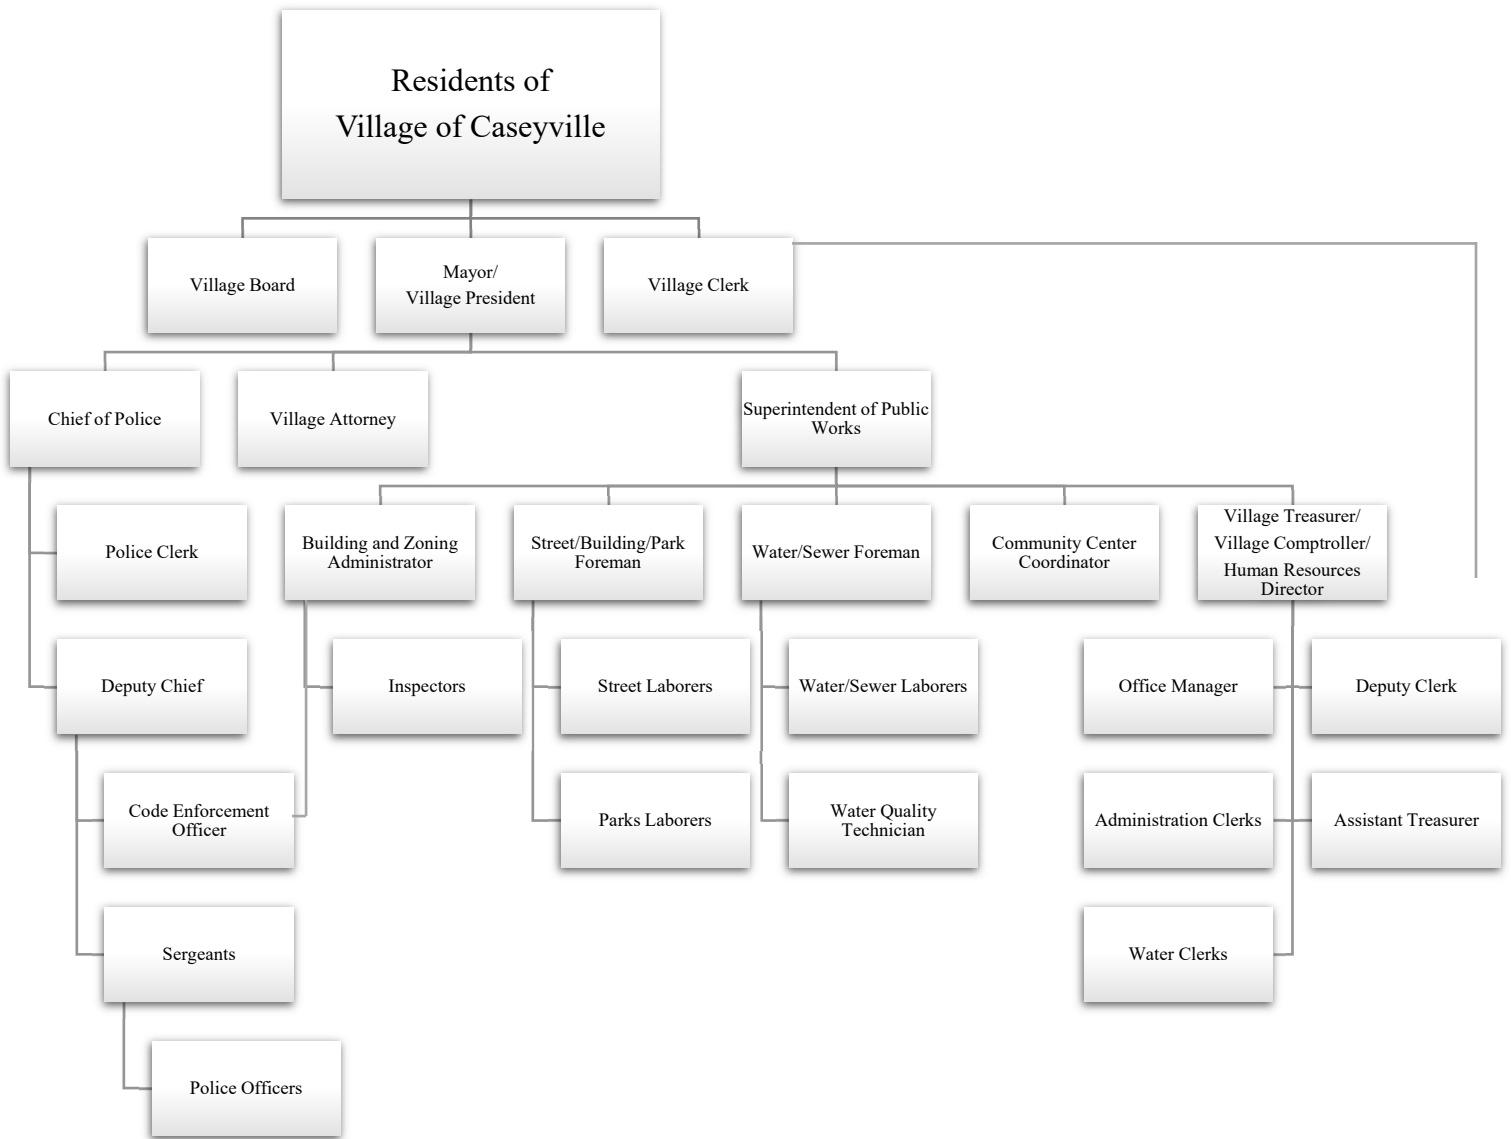 Residents of
Village of Caseyville
Village Board
Mayor/
Village President
Village Clerk
Chief of Police
Village Attorney
Superintendent of Public
Works
Police Clerk
Building and Zoning
Administrator
Street/Building/Park
Foreman
Water/Sewer Foreman
Community Center
Coordinator
Village Treasurer/
Village Comptroller/
Human Resources
Director
Deputy Chief
Inspectors
Street Laborers
Water/Sewer Laborers
Office Manager
Deputy Clerk
Code Enforcement
Officer
Parks Laborers
Water Quality
Technician
Administration Clerks
Assistant Treasurer
Sergeants
Water Clerks
Police Officers